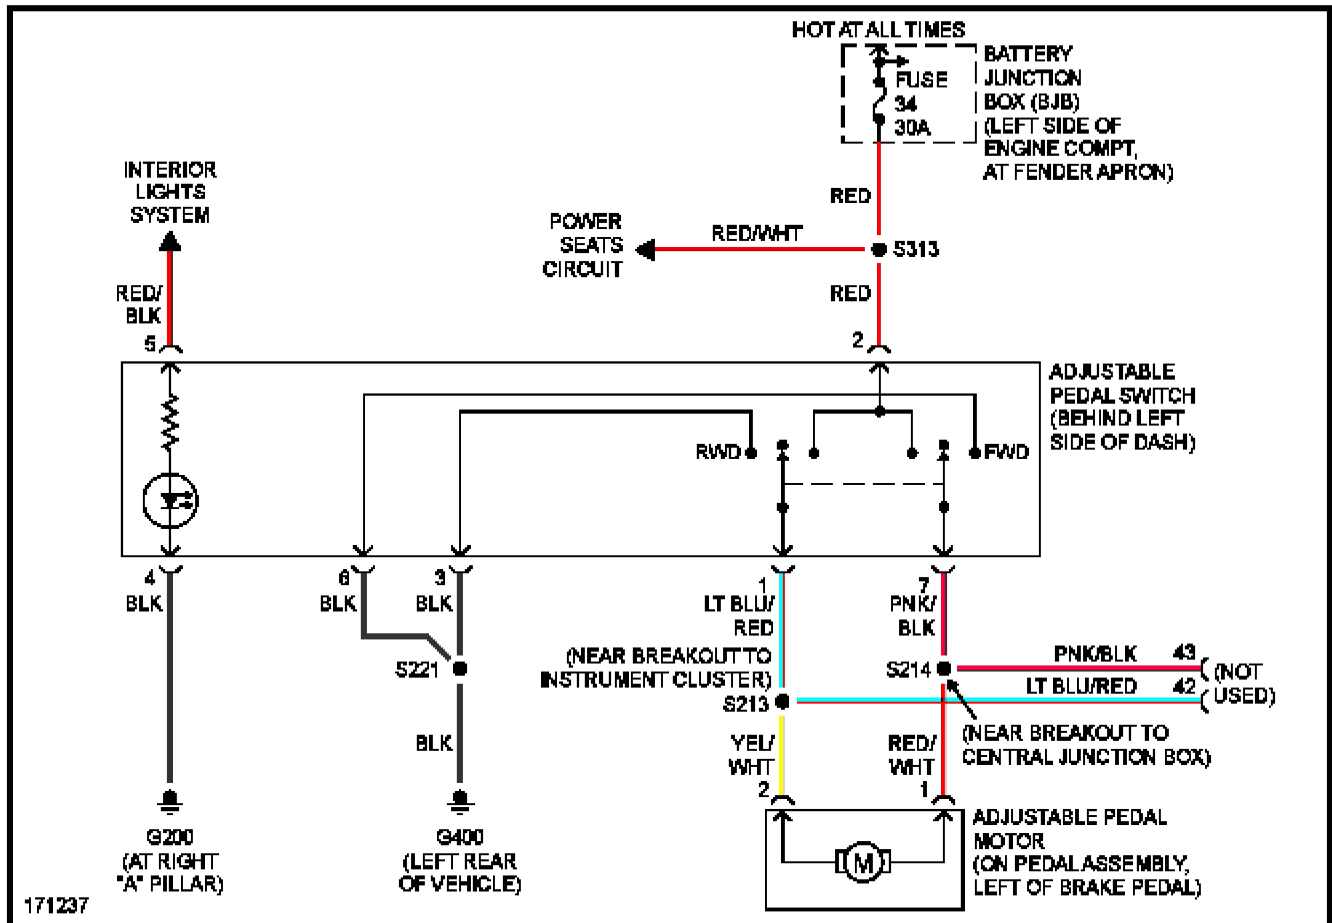 HOT AT ALL TIMES
BATTERY
JUNCTION
BOX (BJB)
(LEFT SIDE OF
ENGINE COMPT,
AT FENDER APRON)
FUSE
34
30A
RED
INTERIOR
LIGHTS
SYSTEM
POWER
SEATS
CIRCUIT
RED/WHT
S313
RED/
BLK
RED
5
2
ADJUSTABLE
PEDAL SWITCH
(BEHIND LEFT
SIDE OF DASH)
RWD
FWD
4
BLK
6
BLK
3
BLK
1
LT BLU/
RED
7
PNK/
BLK
S221
(NEAR BREAKOUT TO
INSTRUMENT CLUSTER)
S213
S214
PNK/BLK
43
LT BLU/RED
42
(NOT
USED)
(NEAR BREAKOUT TO
CENTRAL JUNCTION BOX)
BLK
YEL/
WHT
2
RED/
WHT
1
G200
(AT RIGHT
"A" PILLAR)
G400
(LEFT REAR
OF VEHICLE)
M
ADJUSTABLE PEDAL
MOTOR
(ON PEDAL ASSEMBLY,
LEFT OF BRAKE PEDAL)
171237